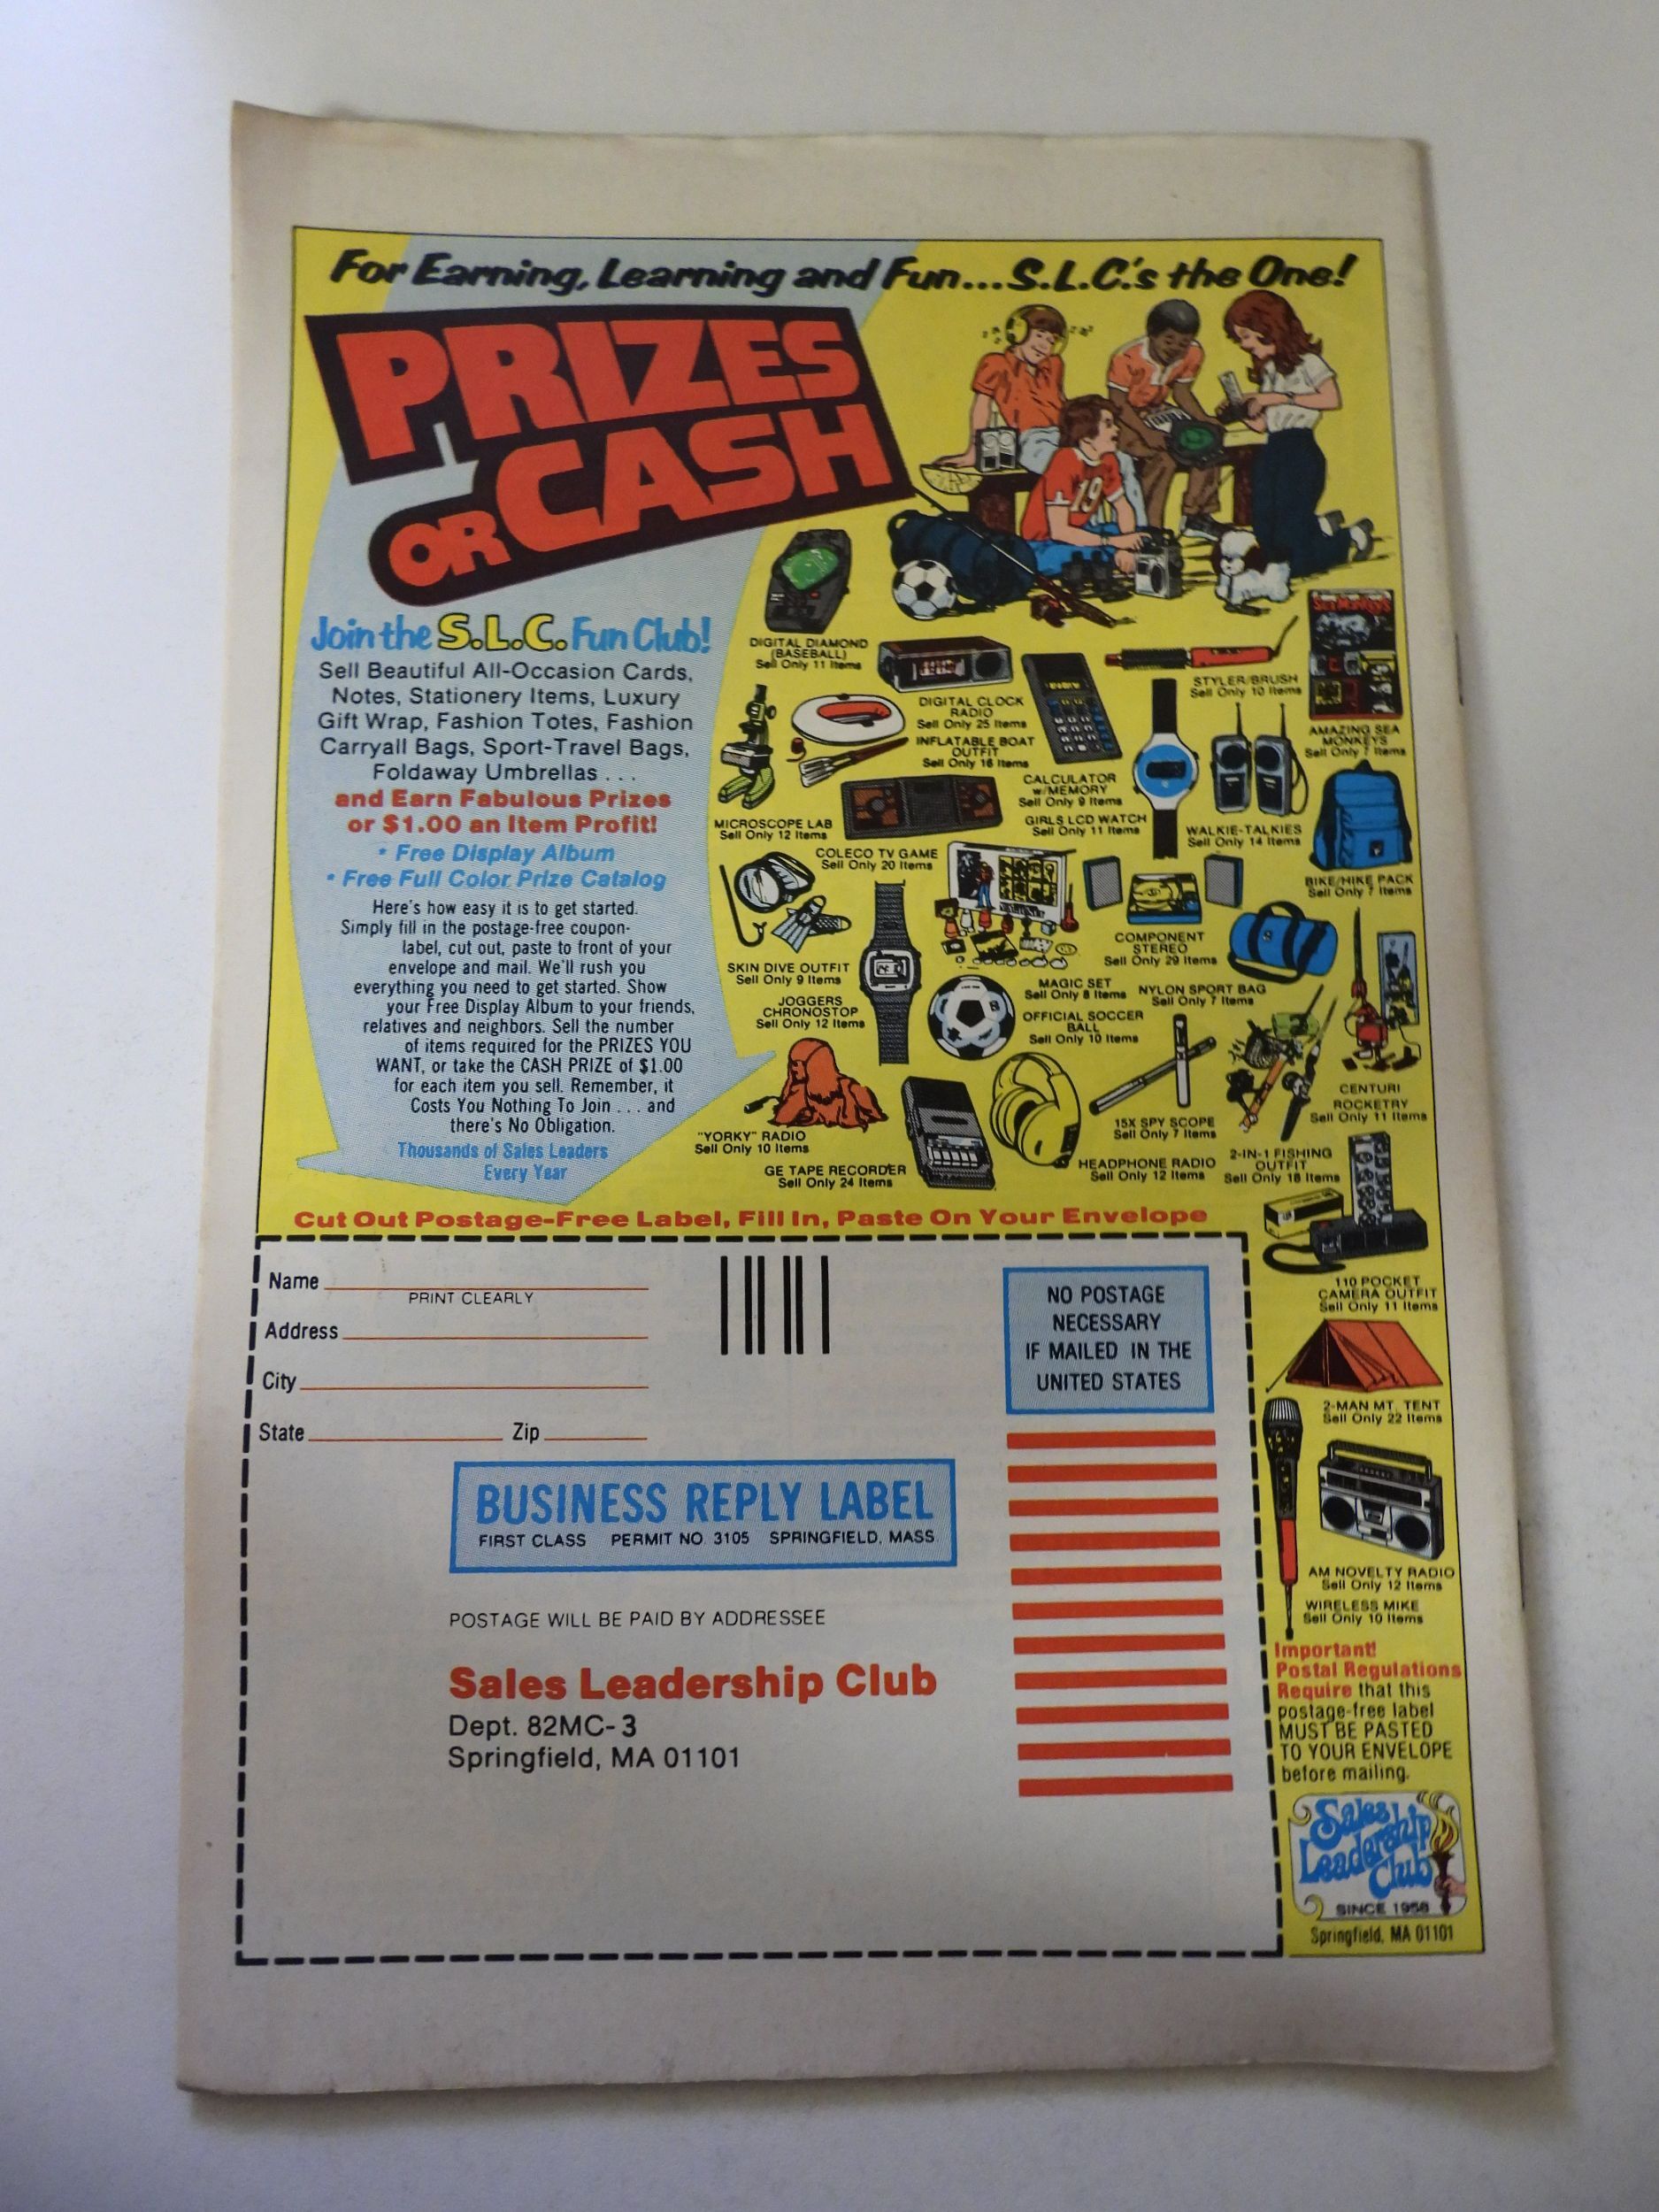 For Earning, Learning and Fun...S.L.C.'s the One!
PRIZES
OR CASH
Join the S.L.C. Fun Club!
Sell Beautiful All-Occasion Cards,
Notes, Stationery Items, Luxury
Gift Wrap, Fashion Totes, Fashion
Carryall Bags, Sport-Travel Bags,
Foldaway Umbrellas . . .
and Earn Fabulous Prizes
or $1.00 an Item Profit!
* Free Display Album
* Free Full Color Prize Catalog
Here's how easy it is to get started.
Simply fill in the postage-free coupon-
label, cut out, paste to front of your
envelope and mail. We'll rush you
everything you need to get started. Show
your Free Display Album to your friends,
relatives and neighbors. Sell the number
of items required for the PRIZES YOU
WANT, or take the CASH PRIZE of $1.00
for each item you sell. Remember, it
Costs You Nothing To Join . . . and
there's No Obligation.
Thousands of Sales Leaders
Every Year
19
DIGITAL DIAMOND
(BASEBALL)
Sell Only 11 Items
DIGITAL CLOCK
RADIO
Sell Only 25 Items
INFLATABLE BOAT
OUTFIT
Sell Only 16 Items
STYLER/BRUSH
Sell Only 10 Items
Sea Monkeys
AMAZING SEA
MONKEYS
Sell Only 7 Items
CALCULATOR
w/MEMORY
Sell Only 9 Items
GIRLS LCD WATCH
Sell Only 11 Items
WALKIE-TALKIES
Sell Only 14 Items
MICROSCOPE LAB
Sell Only 12 Items
COLECO TV GAME
Sell Only 20 Items
BIKE/HIKE PACK
Sell Only 7 Items
COMPONENT
STEREO
Sell Only 29 Items
SKIN DIVE OUTFIT
Sell Only 9 Items
MAGIC SET
Sell Only 8 Items
NYLON SPORT BAG
Sell Only 7 Items
JOGGERS
CHRONOSTOP
Sell Only 12 Items
OFFICIAL SOCCER
BALL
Sell Only 10 Items
CENTURI
ROCKETRY
Sell Only 11 Items
"YORKY" RADIO
Sell Only 10 Items
15X SPY SCOPE
Sell Only 7 Items
GE TAPE RECORDER
Sell Only 24 Items
HEADPHONE RADIO
Sell Only 12 Items
2-IN-1 FISHING
OUTFIT
Sell Only 18 Items
110 POCKET
CAMERA OUTFIT
Sell Only 11 Items
2-MAN MT. TENT
Sell Only 22 Items
AM NOVELTY RADIO
Sell Only 12 Items
WIRELESS MIKE
Sell Only 10 Items
Important!
Postal Regulations
Require that this
postage-free label
MUST BE PASTED
TO YOUR ENVELOPE
before mailing.
Sales
Leadership
Club
SINCE 1958
Springfield, MA 01101
Cut Out Postage-Free Label, Fill In, Paste On Your Envelope
Name
PRINT CLEARLY
Address
City
State Zip
NO POSTAGE
NECESSARY
IF MAILED IN THE
UNITED STATES
BUSINESS REPLY LABEL
FIRST CLASS PERMIT NO. 3105 SPRINGFIELD, MASS.
POSTAGE WILL BE PAID BY ADDRESSEE
Sales Leadership Club
Dept. 82MC-3
Springfield, MA 01101